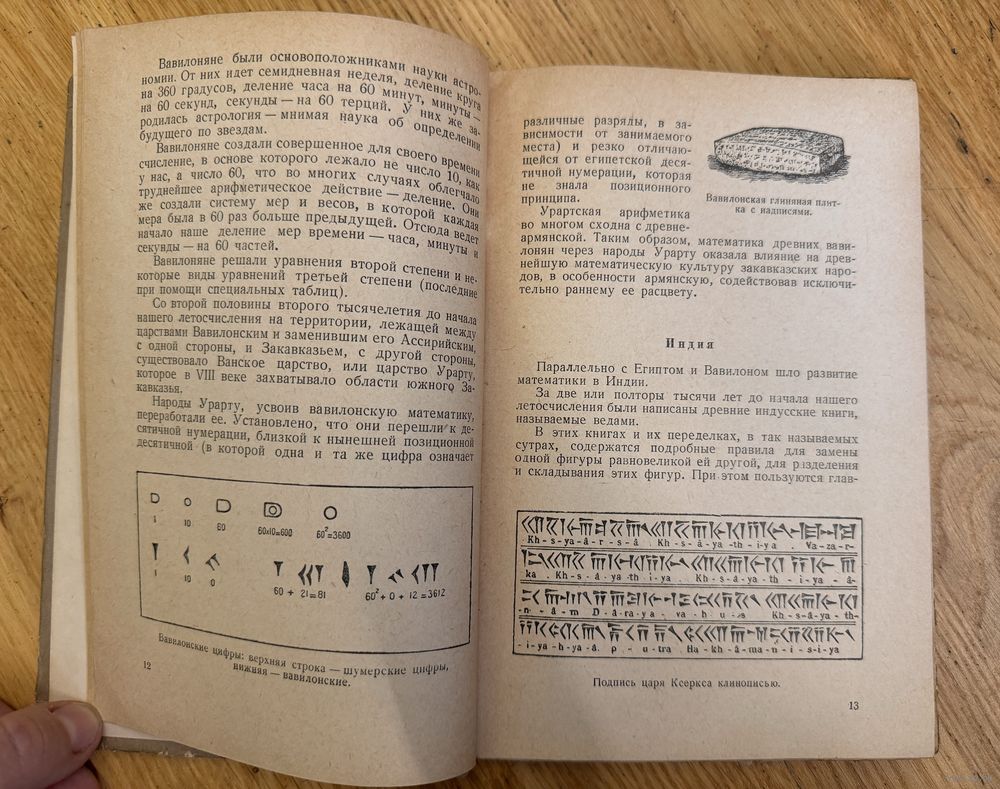 Вавилоняне были основоположниками науки астро-
номии. От них идет семидневная неделя, деление круга
на 360 градусов, деление часа на 60 минут, минуты —
на 60 секунд, секунды — на 60 терций. У них же за-
родилась астрология — мнимая наука об определении
будущего по звездам.
Вавилоняне создали совершенное для своего времени
счисление, в основе которого лежало не число 10, как
у нас, а число 60, что во многих случаях облегчало
труднейшее арифметическое действие — деление. Они
же создали систему мер и весов, в которой каждая
мера была в 60 раз больше предыдущей. Отсюда ведет
начало наше деление мер времени — часа, минуты и
секунды — на 60 частей.
Вавилоняне решали уравнения второй степени и не-
которые виды уравнений третьей степени (последние
при помощи специальных таблиц).
Со второй половины второго тысячелетия до начала
нашего летосчисления на территории, лежащей между
царствами Вавилонским и заменившим его Ассирийским,
с одной стороны, и Закавказьем, с другой стороны,
существовало Ванское царство, или царство Урарту,
которое в VIII веке захватывало области южного За-
кавказья.
Народы Урарту, усвоив вавилонскую математику,
переработали ее. Установлено, что они перешли к де-
сятичной нумерации, близкой к нынешней позиционной
десятичной (в которой одна и та же цифра означает
1 10 60 60x10=600 60²=3600
1 10 0 60 + 21=81 60²+0 + 12=3612
Вавилонские цифры: верхняя строка — шумерские цифры,
нижняя — вавилонские.
12
различные разряды, в за-
висимости от занимаемого
места) и резко отличаю-
щейся от египетской деся-
тичной нумерации, которая
не знала позиционного
принципа.
Вавилонская глиняная плит-
ка с надписями.
Урартская арифметика
во многом сходна с древне-
армянской. Таким образом, математика древних вави-
лонян через народы Урарту оказала влияние на древ-
нейшую математическую культуру закавказских наро-
дов, в особенности армянскую, содействовав исключи-
тельно раннему ее расцвету.
Индия
Параллельно с Египтом и Вавилоном шло развитие
математики в Индии.
За две или полторы тысячи лет до начала нашего
летосчисления были написаны древние индусские книги,
называемые ведами.
В этих книгах и их переделках, в так называемых
сутрах, содержатся подробные правила для замены
одной фигуры равновеликой ей другой, для разделения
и складывания этих фигур. При этом пользуются глав-
Kh-s-ya-â-r-s-â Kh-s-â-ya-th-i-ya . Va-za-r-
ka . Kh-s-â-ya-th-i-ya . Kh-s-â-ya-th-i-ya-â-
-n-â-m D-â-ra-ya-va-h-u-s Kh-s-â-ya-th-
-i-ya-h-ya-â. p-u-tra Ha-kh-â-ma-n-i-s-i-ya
Подпись царя Ксеркса клинописью.
13